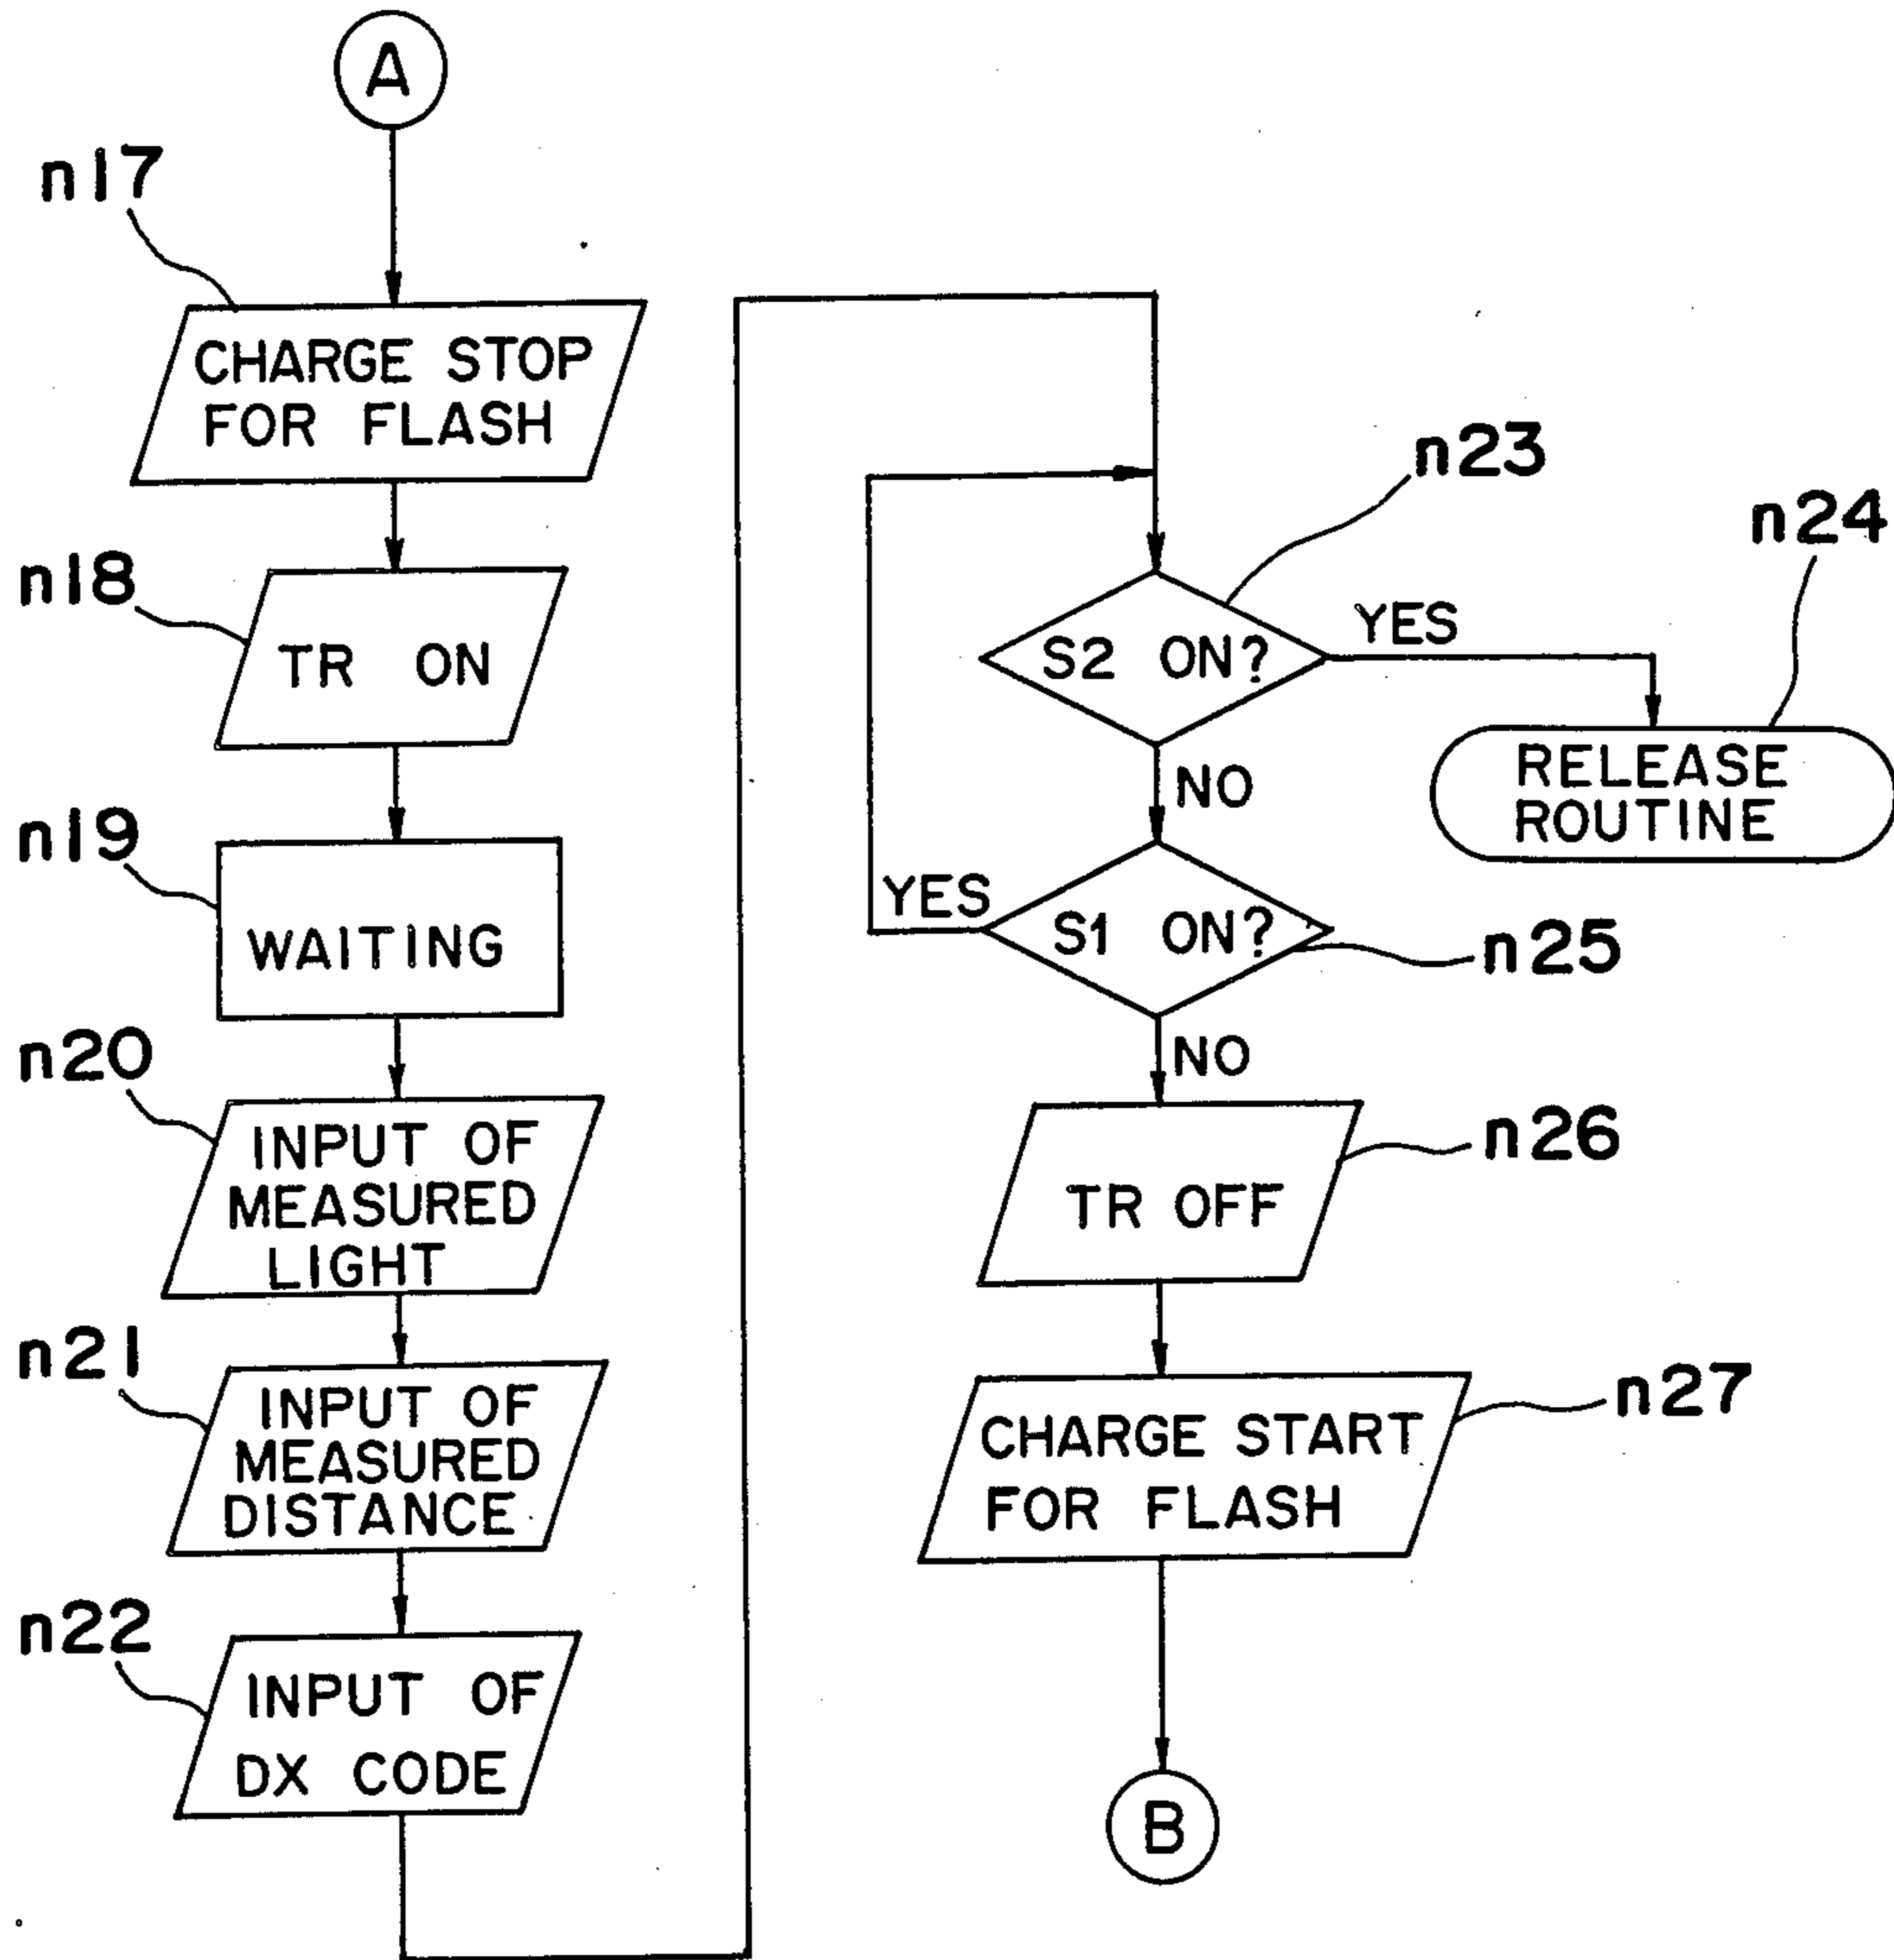 A
n17
CHARGE STOP
FOR FLASH
n18
TR ON
n19
WAITING
n20
INPUT OF
MEASURED
LIGHT
n21
INPUT OF
MEASURED
DISTANCE
n22
INPUT OF
DX CODE
n23
S2 ON?
YES
n24
RELEASE
ROUTINE
NO
YES
S1 ON?
n25
NO
n26
TR OFF
n27
CHARGE START
FOR FLASH
B